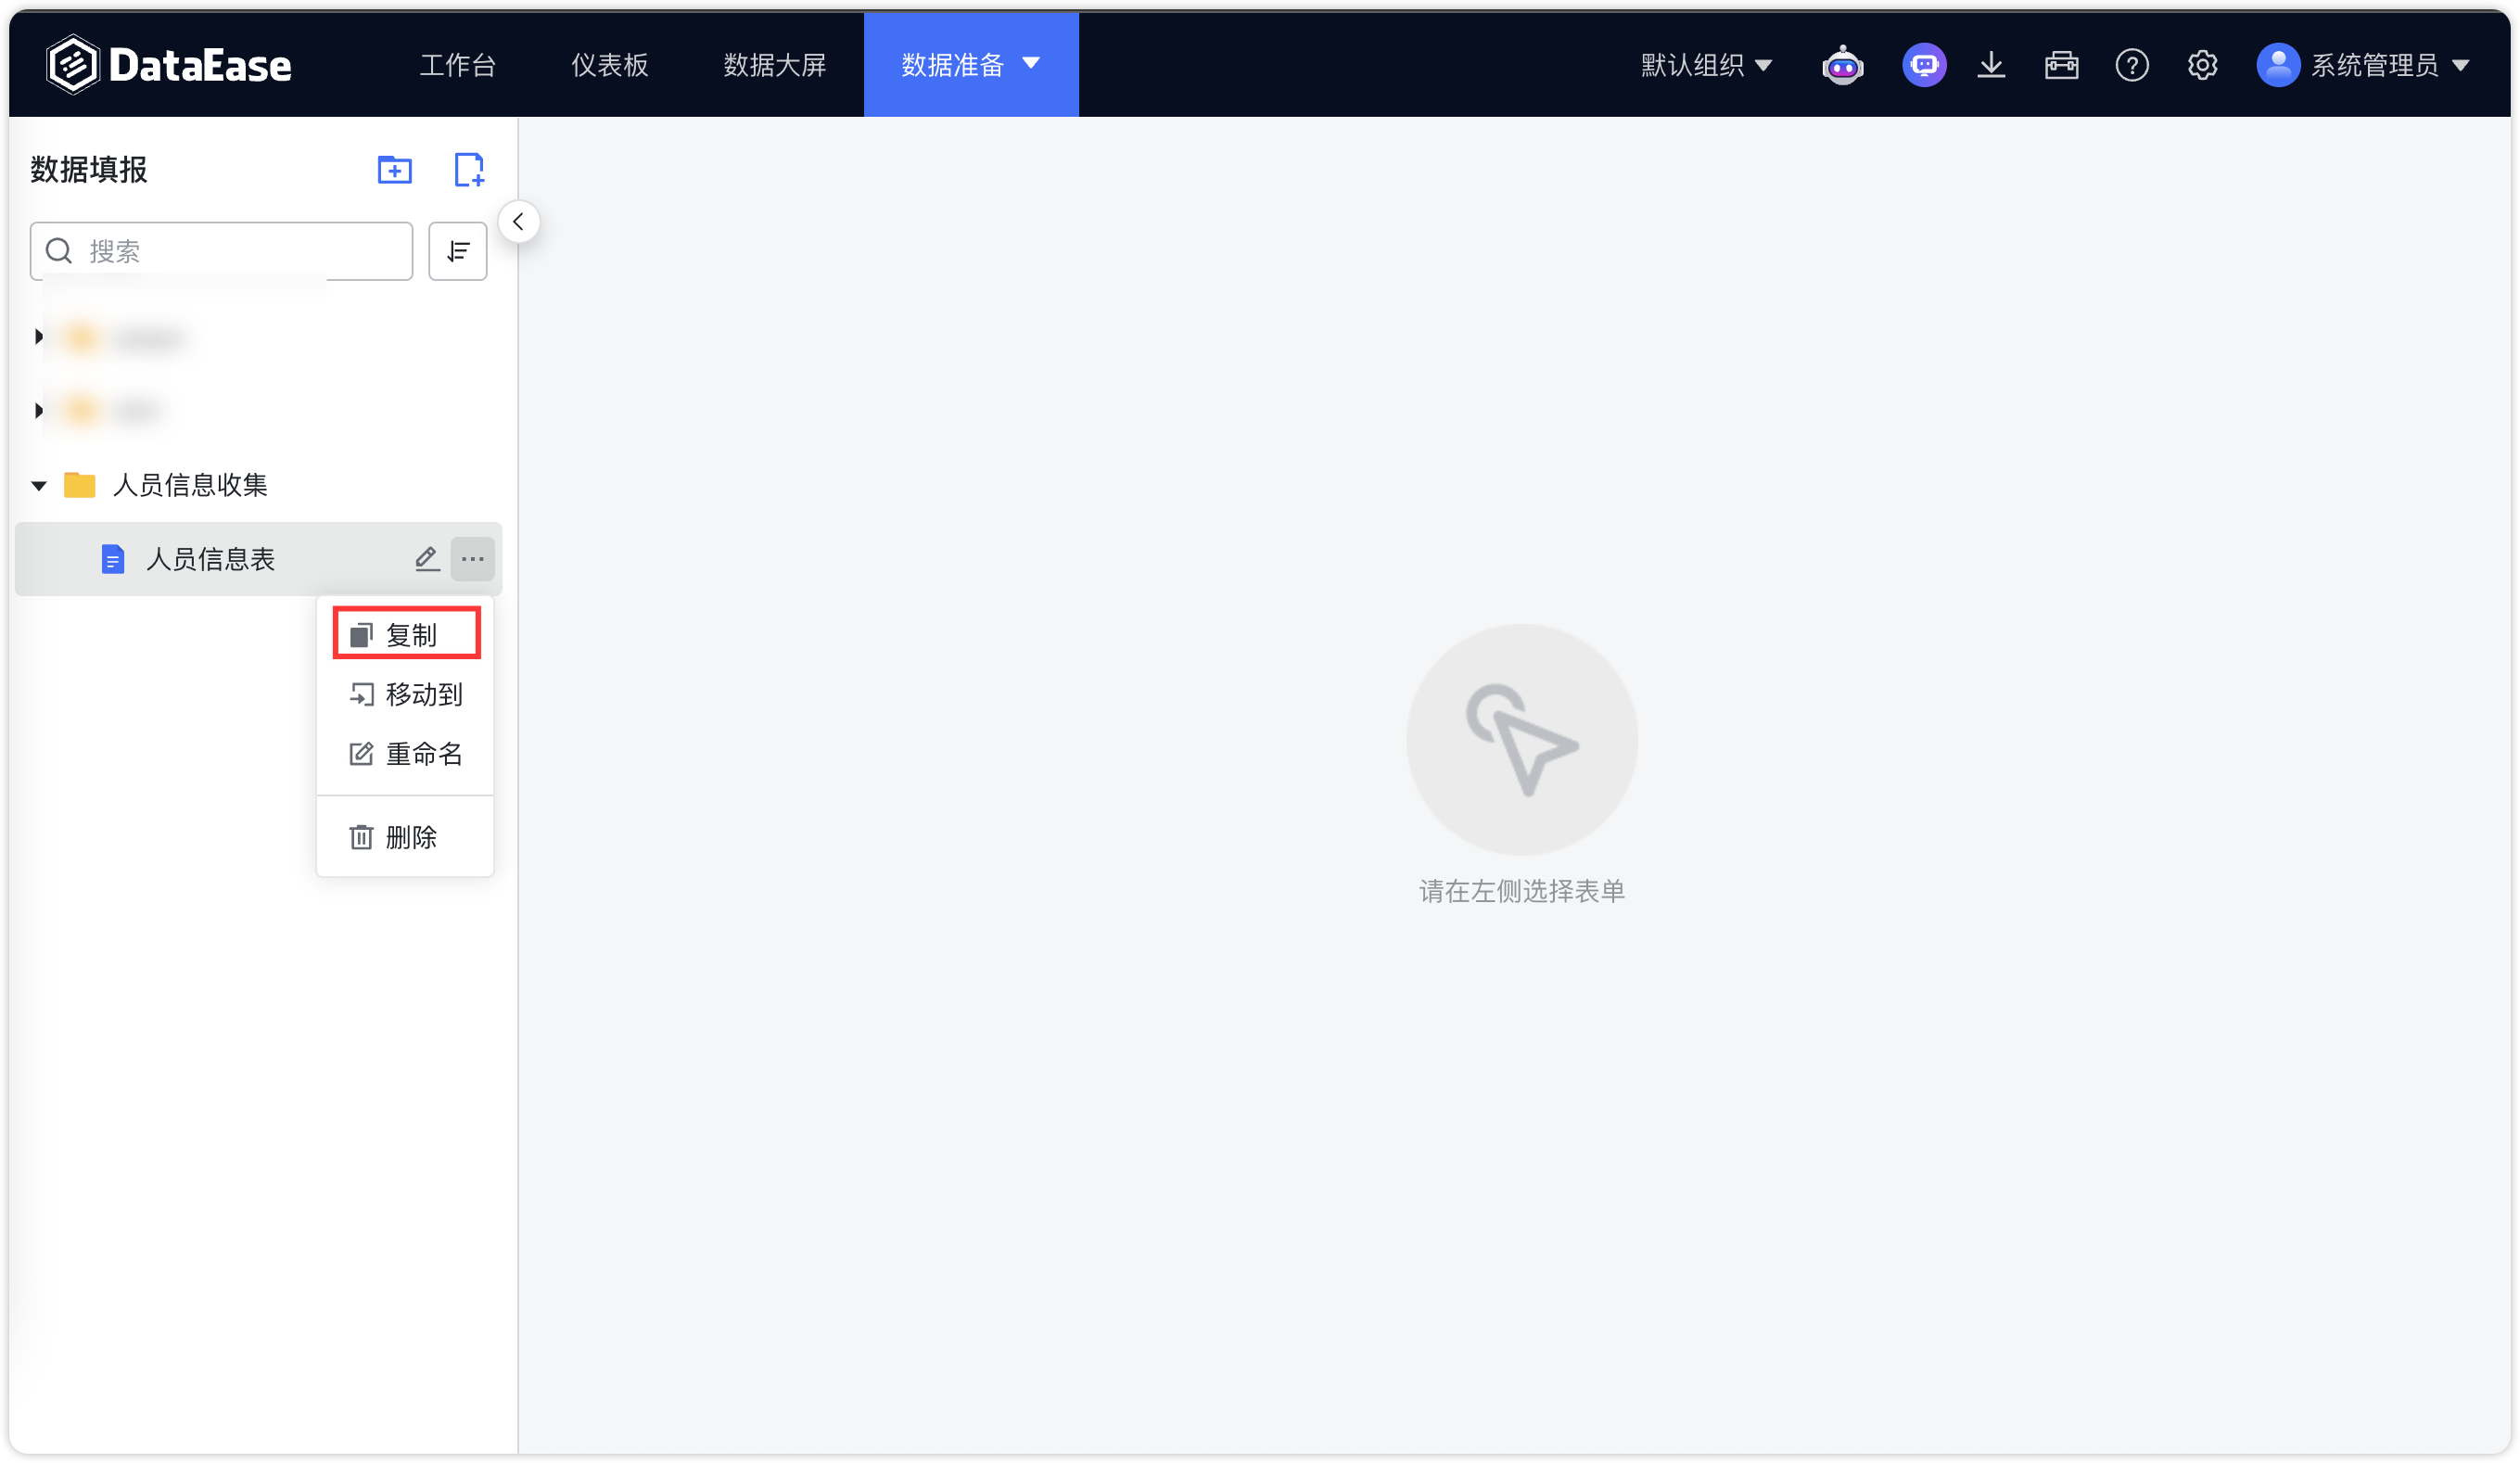 DataEase
工作台
仪表板
数据大屏
数据准备
默认组织
系统管理员
数据填报
搜索
人员信息收集
人员信息表
复制
移动到
重命名
删除
请在左侧选择表单